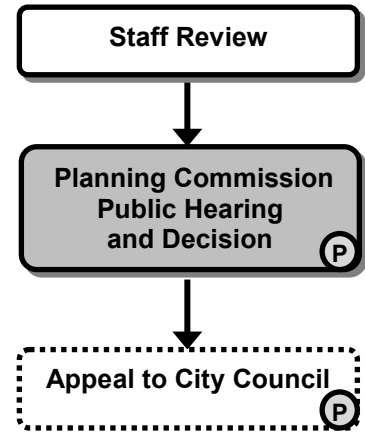 Staff Review
Planning Commission
Public Hearing
and Decision
P
Appeal to City Council
P